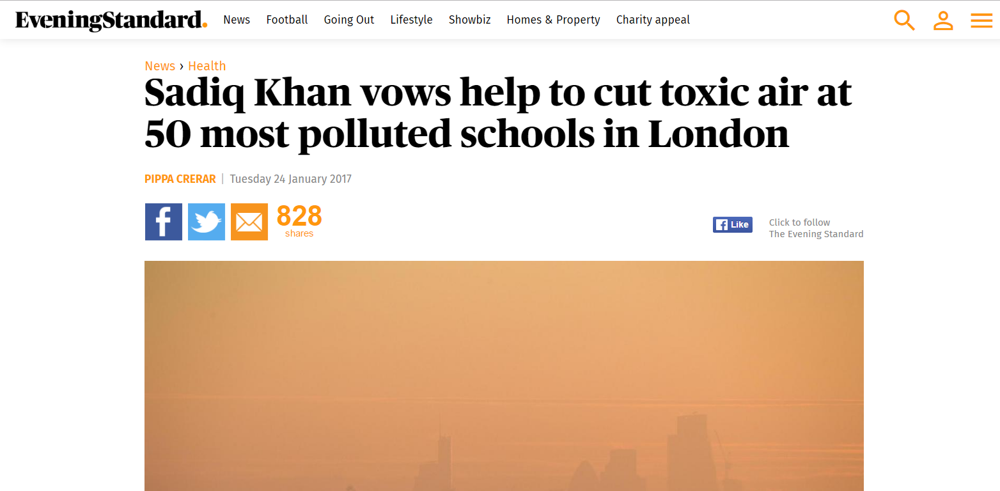 EveningStandard.
News Football Going Out Lifestyle Showbiz Homes & Property Charity appeal
News › Health
Sadiq Khan vows help to cut toxic air at
50 most polluted schools in London
PIPPA CRERAR | Tuesday 24 January 2017
828
shares
Like
Click to follow
The Evening Standard